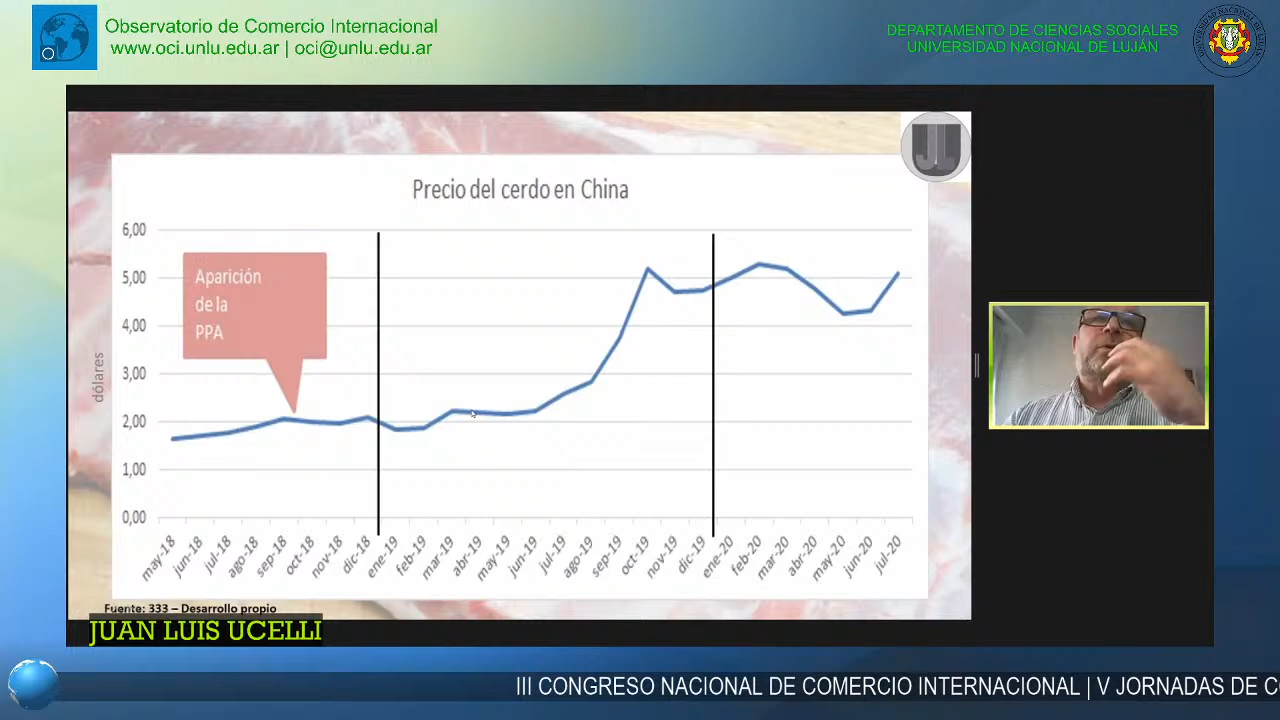 Observatorio de Comercio Internacional
www.oci.unlu.edu.ar | oci@unlu.edu.ar
DEPARTAMENTO DE CIENCIAS SOCIALES
UNIVERSIDAD NACIONAL DE LUJÁN
Precio del cerdo en China
6,00
5,00
4,00
3,00
2,00
1,00
0,00
dólares
Aparición
de la
PPA
may-18
jun-18
jul-18
ago-18
sep-18
oct-18
nov-18
dic-18
ene-19
feb-19
mar-19
abr-19
may-19
jun-19
jul-19
ago-19
sep-19
oct-19
nov-19
dic-19
ene-20
feb-20
mar-20
abr-20
may-20
jun-20
jul-20
Fuente: 333 – Desarrollo propio
JUAN LUIS UCELLI
III CONGRESO NACIONAL DE COMERCIO INTERNACIONAL | V JORNADAS DE C